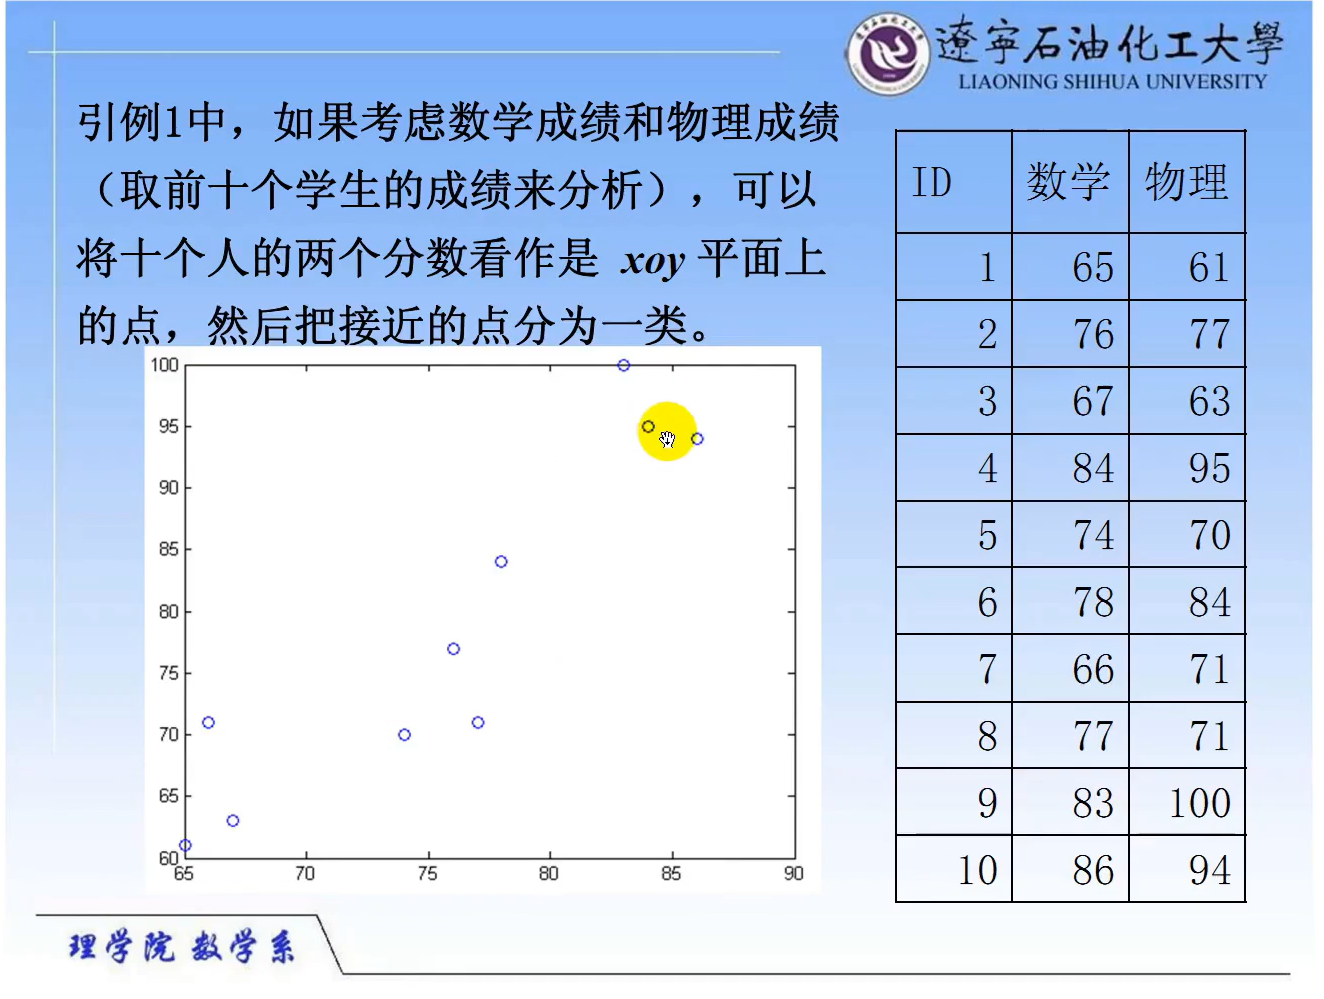 遼寜石油化工大學
LIAONING SHIHUA UNIVERSITY
引例1中，如果考虑数学成绩和物理成绩
（取前十个学生的成绩来分析），可以
将十个人的两个分数看作是 xoy 平面上
的点，然后把接近的点分为一类。
100
95
90
85
80
75
70
65
60
65 70 75 80 85 90
ID 数学 物理
1 65 61
2 76 77
3 67 63
4 84 95
5 74 70
6 78 84
7 66 71
8 77 71
9 83 100
10 86 94
理学院 数学系